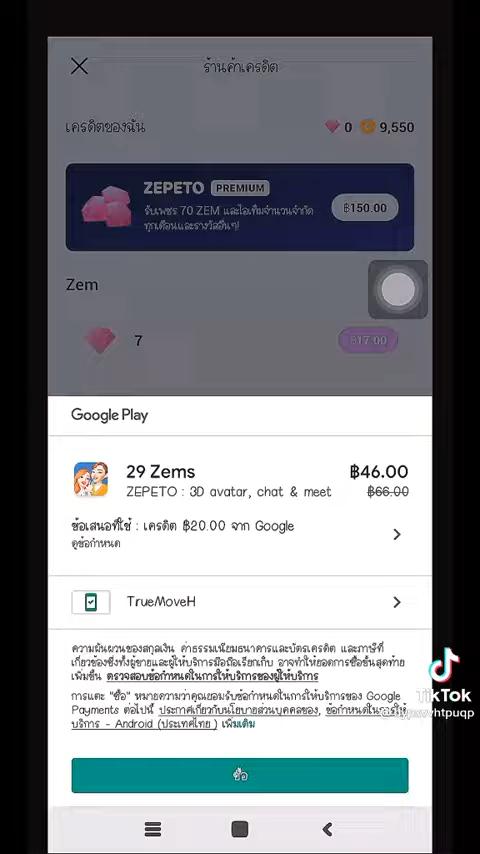 ร้านค้าเครดิต
เครดิตของฉัน
0 9,550
ZEPETO PREMIUM
รับเพชร 70 ZEM และไอเท็มจำนวนจำกัด
ทุกเดือนและรางวัลอื่นๆ!
฿150.00
Zem
7
฿17.00
Google Play
29 Zems ฿46.00
ZEPETO : 3D avatar, chat & meet ฿66.00
ข้อเสนอที่ใช้ : เครดิต ฿20.00 จาก Google
ดูข้อกำหนด
TrueMoveH
ความผันผวนของสกุลเงิน ค่าธรรมเนียมธนาคารและบัตรเครดิต และภาษีที่
เกี่ยวข้องซึ่งทั้งผู้ขายและผู้ให้บริการมือถือเรียกเก็บ อาจทำให้ยอดการซื้อขั้นสุดท้าย
เพิ่มขึ้น ตรวจสอบข้อกำหนดในการให้บริการของผู้ให้บริการ
การแตะ "ซื้อ" หมายความว่าคุณยอมรับข้อกำหนดในการให้บริการของ Google
Payments ต่อไปนี้ ประกาศเกี่ยวกับนโยบายส่วนบุคคลของ, ข้อกำหนดในการให้
บริการ - Android (ประเทศไทย ) เพิ่มเติม
TikTok
ซื้อ